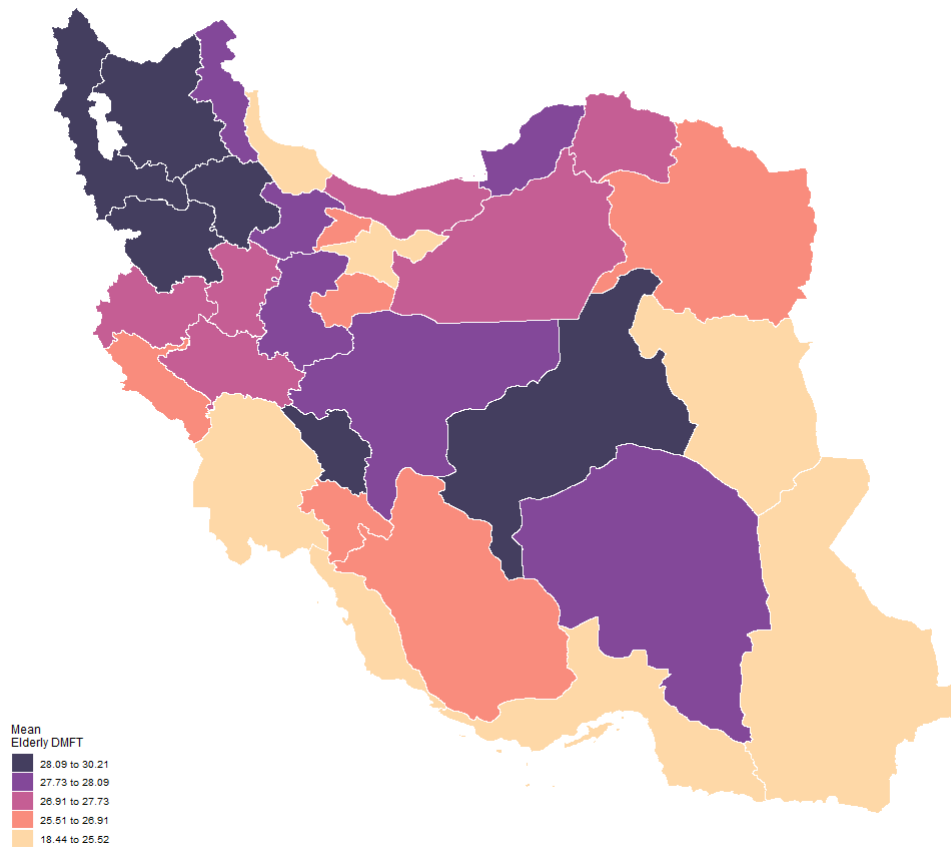 Mean
Elderly DMFT
28.09 to 30.21
27.73 to 28.09
26.91 to 27.73
25.51 to 26.91
18.44 to 25.52